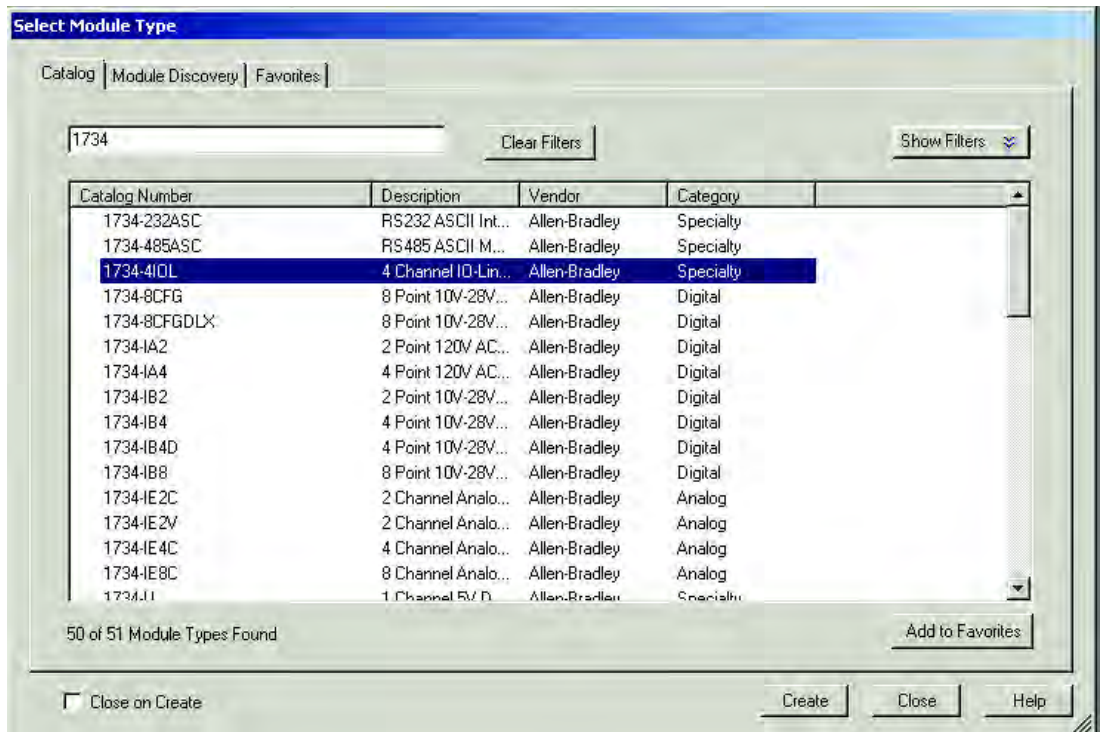 Select Module Type
Catalog Module Discovery Favorites
1734 Clear Filters Show Filters
Catalog Number Description Vendor Category
1734-232ASC RS232 ASCII Int... Allen-Bradley Specialty
1734-485ASC RS485 ASCII M... Allen-Bradley Specialty
1734-4IOL 4 Channel IO-Lin... Allen-Bradley Specialty
1734-8CFG 8 Point 10V-28V... Allen-Bradley Digital
1734-8CFGDLX 8 Point 10V-28V... Allen-Bradley Digital
1734-IA2 2 Point 120V AC... Allen-Bradley Digital
1734-IA4 4 Point 120V AC... Allen-Bradley Digital
1734-IB2 2 Point 10V-28V... Allen-Bradley Digital
1734-IB4 4 Point 10V-28V... Allen-Bradley Digital
1734-IB4D 4 Point 10V-28V... Allen-Bradley Digital
1734-IB8 8 Point 10V-28V... Allen-Bradley Digital
1734-IE2C 2 Channel Analo... Allen-Bradley Analog
1734-IE2V 2 Channel Analo... Allen-Bradley Analog
1734-IE4C 4 Channel Analo... Allen-Bradley Analog
1734-IE8C 8 Channel Analo... Allen-Bradley Analog
1 Channel 5V D... Allen-Bradley Specialty
50 of 51 Module Types Found Add to Favorites
Close on Create Create Close Help